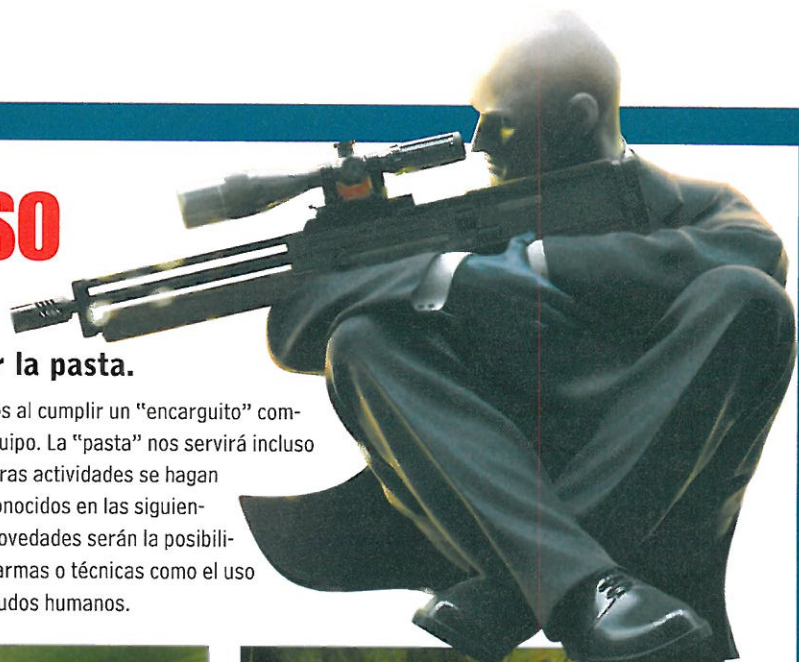 r la pasta.
s al cumplir un “encarguito” com-
uipo. La “pasta” nos servirá incluso
ras actividades se hagan
onocidos en las siguien-
ovedades serán la posibili-
armas o técnicas como el uso
udos humanos.